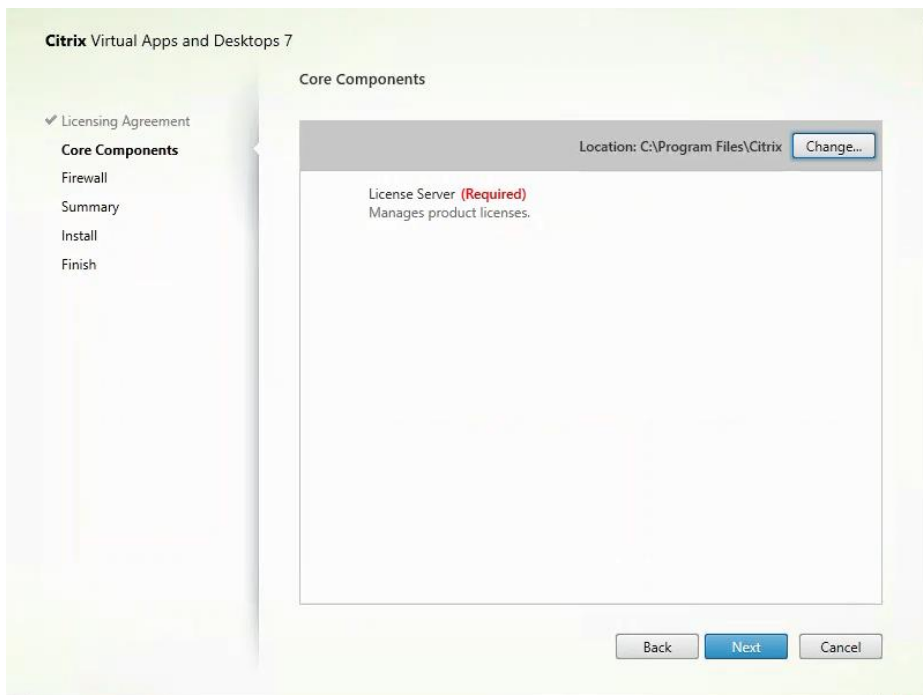 Citrix Virtual Apps and Desktops 7
Core Components
Licensing Agreement
Core Components
Firewall
Summary
Install
Finish
Location: C:\Program Files\Citrix
Change...
License Server (Required)
Manages product licenses.
Back
Next
Cancel